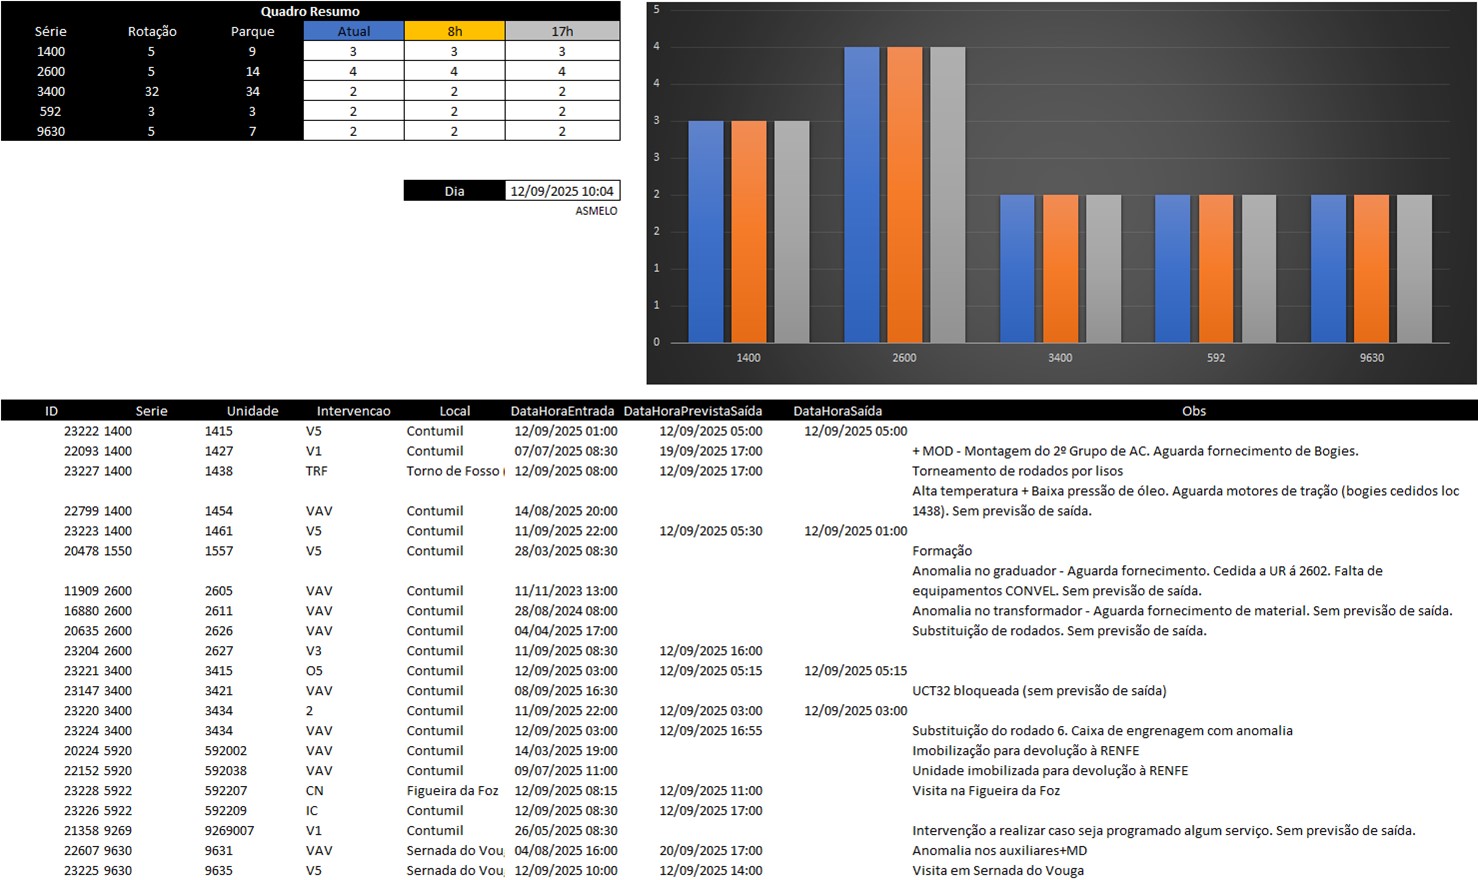 Quadro Resumo
Série Rotação Parque Atual 8h 17h
1400 5 9 3 3 3
2600 5 14 4 4 4
3400 32 34 2 2 2
592 3 3 2 2 2
9630 5 7 2 2 2
Dia 12/09/2025 10:04
ASMELO
5
4
4
3
3
2
2
1
1
0
1400 2600 3400 592 9630
ID Serie Unidade Intervencao Local DataHoraEntrada DataHoraPrevistaSaída DataHoraSaída Obs
23222 1400 1415 V5 Contumil 12/09/2025 01:00 12/09/2025 05:00 12/09/2025 05:00
22093 1400 1427 V1 Contumil 07/07/2025 08:30 19/09/2025 17:00 + MOD - Montagem do 2º Grupo de AC. Aguarda fornecimento de Bogies.
23227 1400 1438 TRF Torno de Fosso ( 12/09/2025 08:00 12/09/2025 17:00 Torneamento de rodados por lisos
Alta temperatura + Baixa pressão de óleo. Aguarda motores de tração (bogies cedidos loc
22799 1400 1454 VAV Contumil 14/08/2025 20:00 1438). Sem previsão de saída.
23223 1400 1461 V5 Contumil 11/09/2025 22:00 12/09/2025 05:30 12/09/2025 01:00
20478 1550 1557 V5 Contumil 28/03/2025 08:30 Formação
Anomalia no graduador - Aguarda fornecimento. Cedida a UR á 2602. Falta de
11909 2600 2605 VAV Contumil 11/11/2023 13:00 equipamentos CONVEL. Sem previsão de saída.
16880 2600 2611 VAV Contumil 28/08/2024 08:00 Anomalia no transformador - Aguarda fornecimento de material. Sem previsão de saída.
20635 2600 2626 VAV Contumil 04/04/2025 17:00 Substituição de rodados. Sem previsão de saída.
23204 2600 2627 V3 Contumil 11/09/2025 08:30 12/09/2025 16:00
23221 3400 3415 O5 Contumil 12/09/2025 03:00 12/09/2025 05:15 12/09/2025 05:15
23147 3400 3421 VAV Contumil 08/09/2025 16:30 UCT32 bloqueada (sem previsão de saída)
23220 3400 3434 2 Contumil 11/09/2025 22:00 12/09/2025 03:00 12/09/2025 03:00
23224 3400 3434 VAV Contumil 12/09/2025 03:00 12/09/2025 16:55 Substituição do rodado 6. Caixa de engrenagem com anomalia
20224 5920 592002 VAV Contumil 14/03/2025 19:00 Imobilização para devolução à RENFE
22152 5920 592038 VAV Contumil 09/07/2025 11:00 Unidade imobilizada para devolução à RENFE
23228 5922 592207 CN Figueira da Foz 12/09/2025 08:15 12/09/2025 11:00 Visita na Figueira da Foz
23226 5922 592209 IC Contumil 12/09/2025 08:30 12/09/2025 17:00
21358 9269 9269007 V1 Contumil 26/05/2025 08:30 Intervenção a realizar caso seja programado algum serviço. Sem previsão de saída.
22607 9630 9631 VAV Sernada do Voug 04/08/2025 16:00 20/09/2025 17:00 Anomalia nos auxiliares+MD
23225 9630 9635 V5 Sernada do Voug 12/09/2025 10:00 12/09/2025 14:00 Visita em Sernada do Vouga